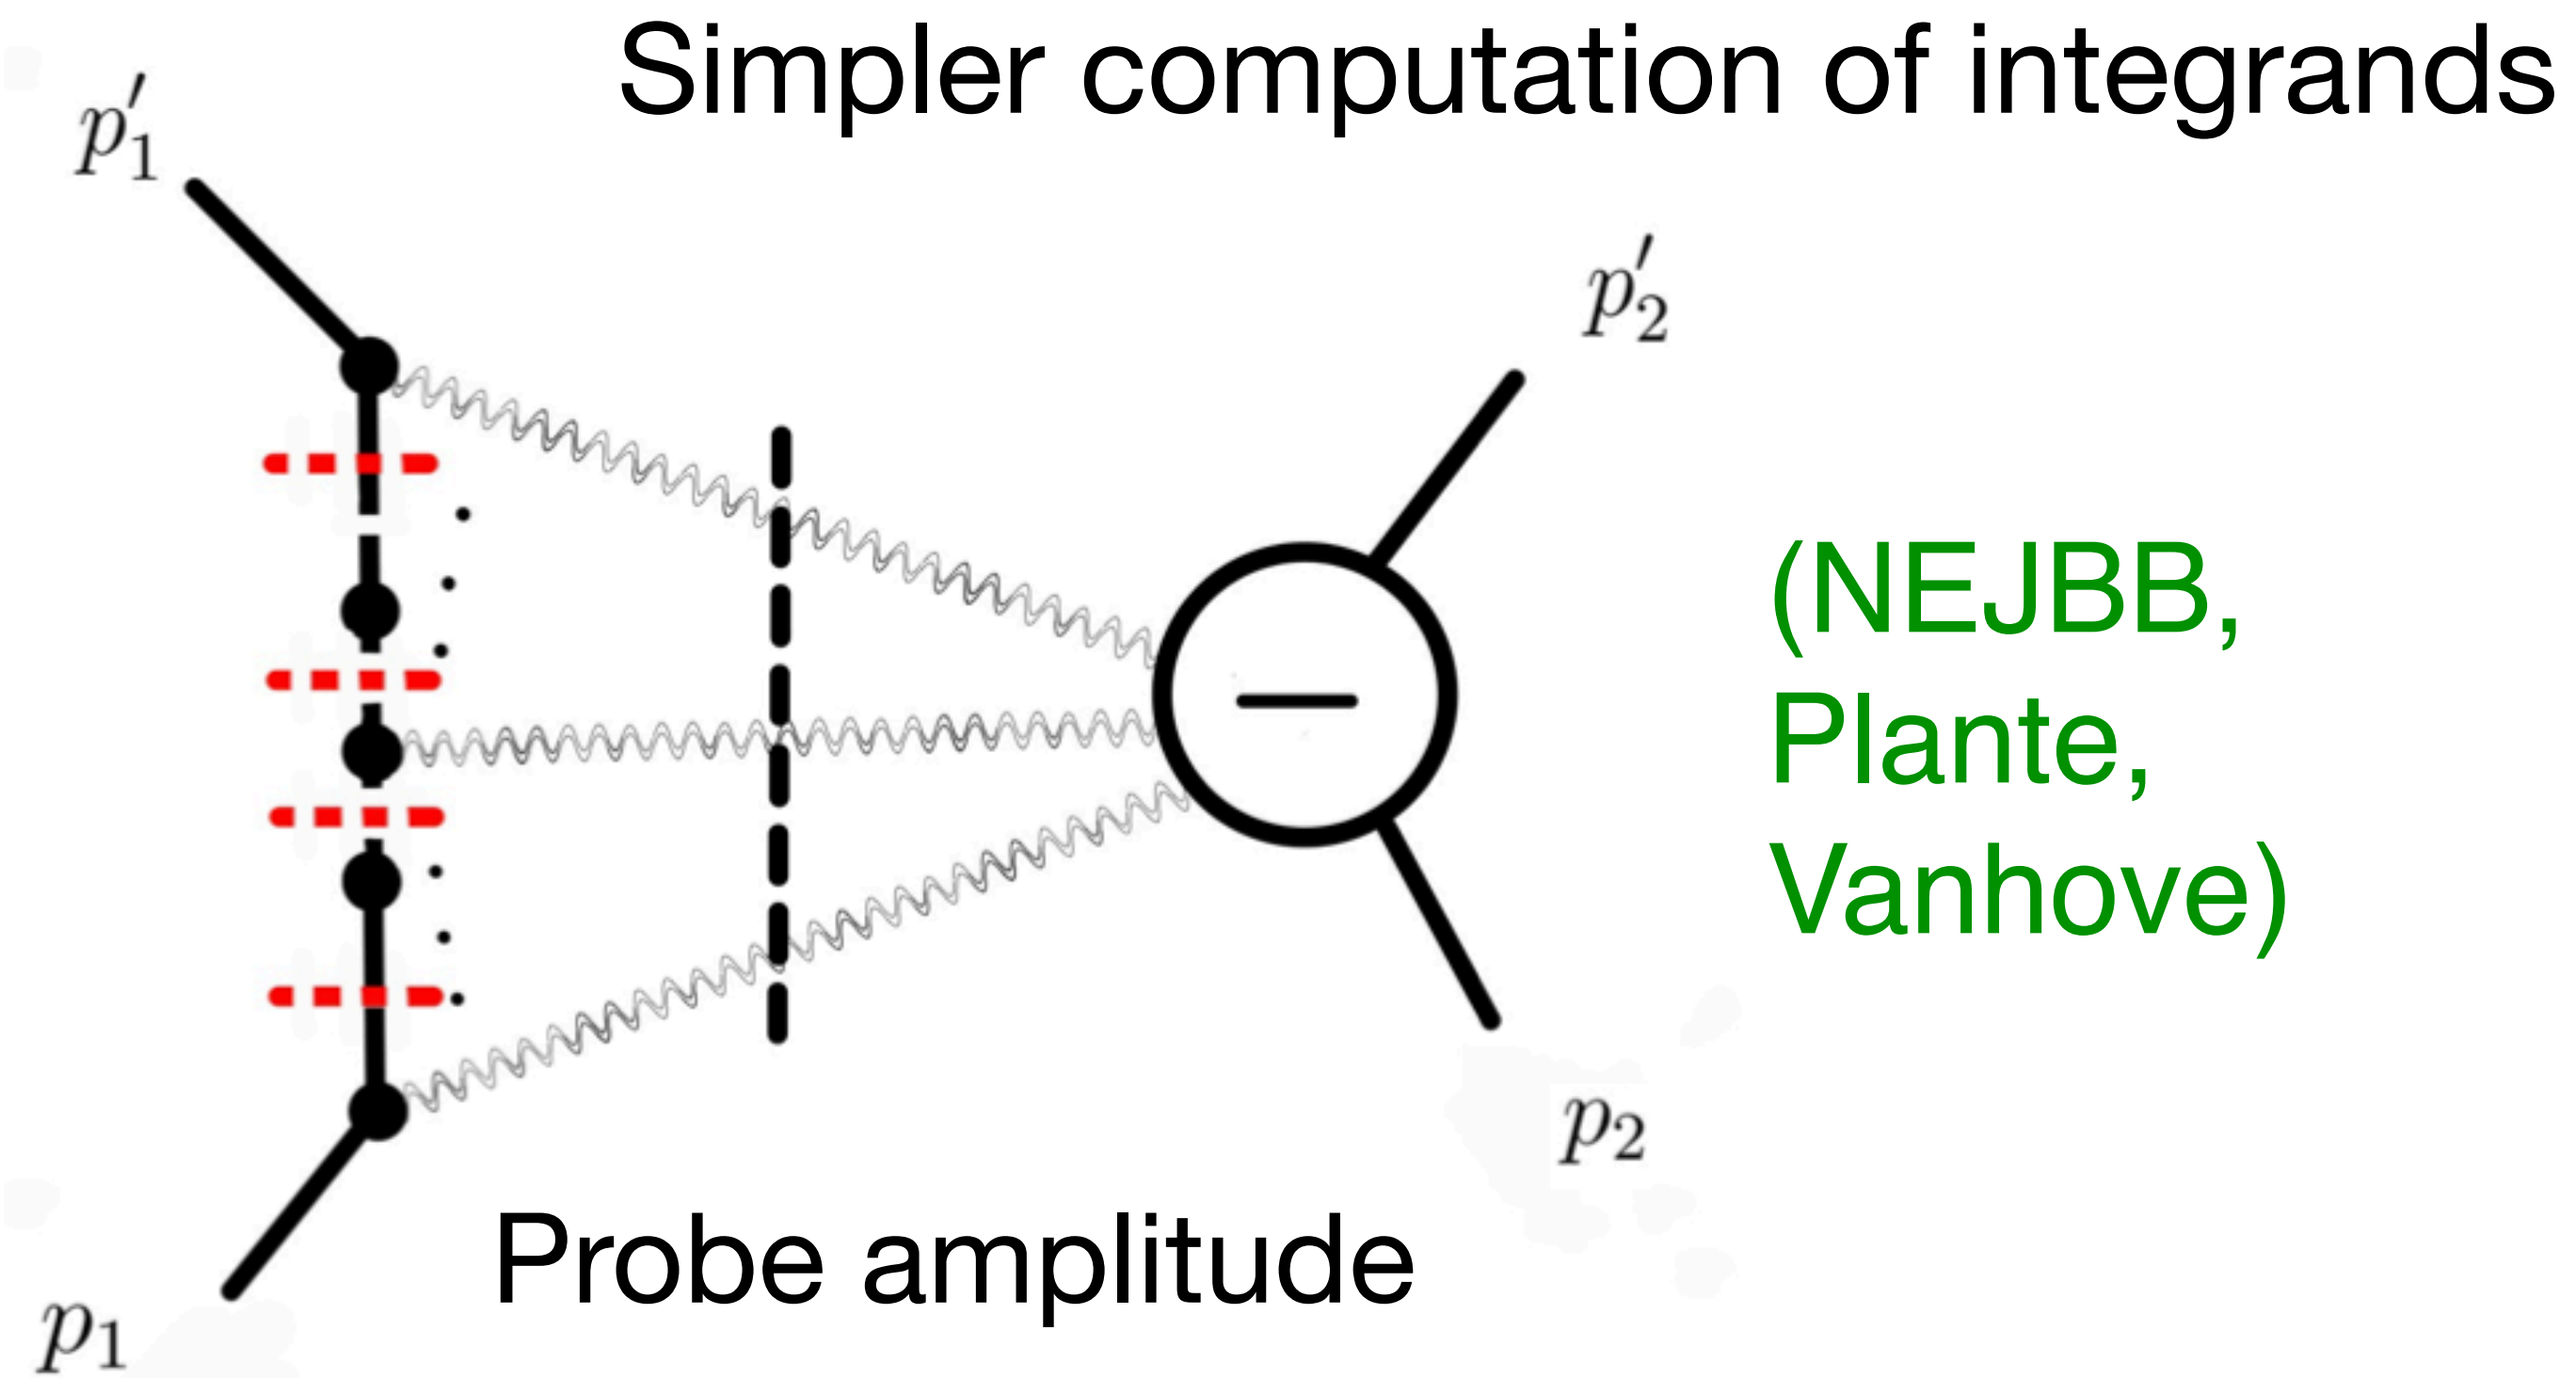 Simpler computation of integrands
p′₁
p′₂
(NEJBB,
Plante,
Vanhove)
p₂
Probe amplitude
p₁